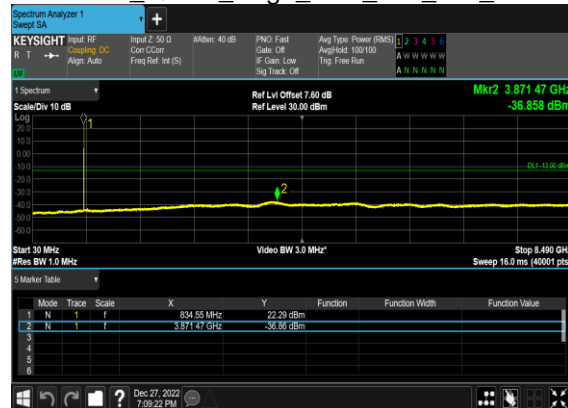 Spectrum Analyzer 1
Swept SA
KEYSIGHT Input: RF Input Z: 50 Ω #Atten: 40 dB PNO: Fast Avg Type: Power (RMS) 1 2 3 4 5 6
R T Coupling: DC Corr CCorr Gate: Off Avg|Hold: 100/100 A W W W W W
Align: Auto Freq Ref: Int (S) IF Gain: Low Trig: Free Run
LW Sig Track: Off A N N N N N
1 Spectrum Ref Lvl Offset 7.60 dB Mkr2 3.871 47 GHz
Scale/Div 10 dB Ref Level 30.00 dBm -36.858 dBm
Log
1
20.0
10.0
0.00
-10.0 DL1 -13.00 dBm
-20.0
-30.0 2
-40.0
-50.0
-60.0
Start 30 MHz Video BW 3.0 MHz* Stop 8.490 GHz
#Res BW 1.0 MHz Sweep 16.0 ms (40001 pts)
5 Marker Table
Mode Trace Scale X Y Function Function Width Function Value
1 N 1 f 834.55 MHz 22.29 dBm
2 N 1 f 3.871 47 GHz -36.86 dBm
3
4
5
6
? Dec 27, 2022
7:09:22 PM